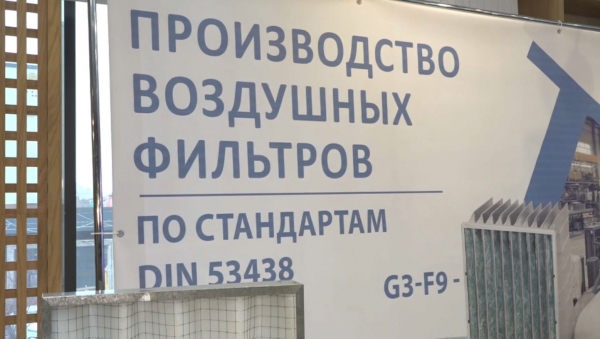 ПРОИЗВОДСТВО
ВОЗДУШНЫХ
ФИЛЬТРОВ
ПО СТАНДАРТАМ
DIN 53438
G3-F9 -